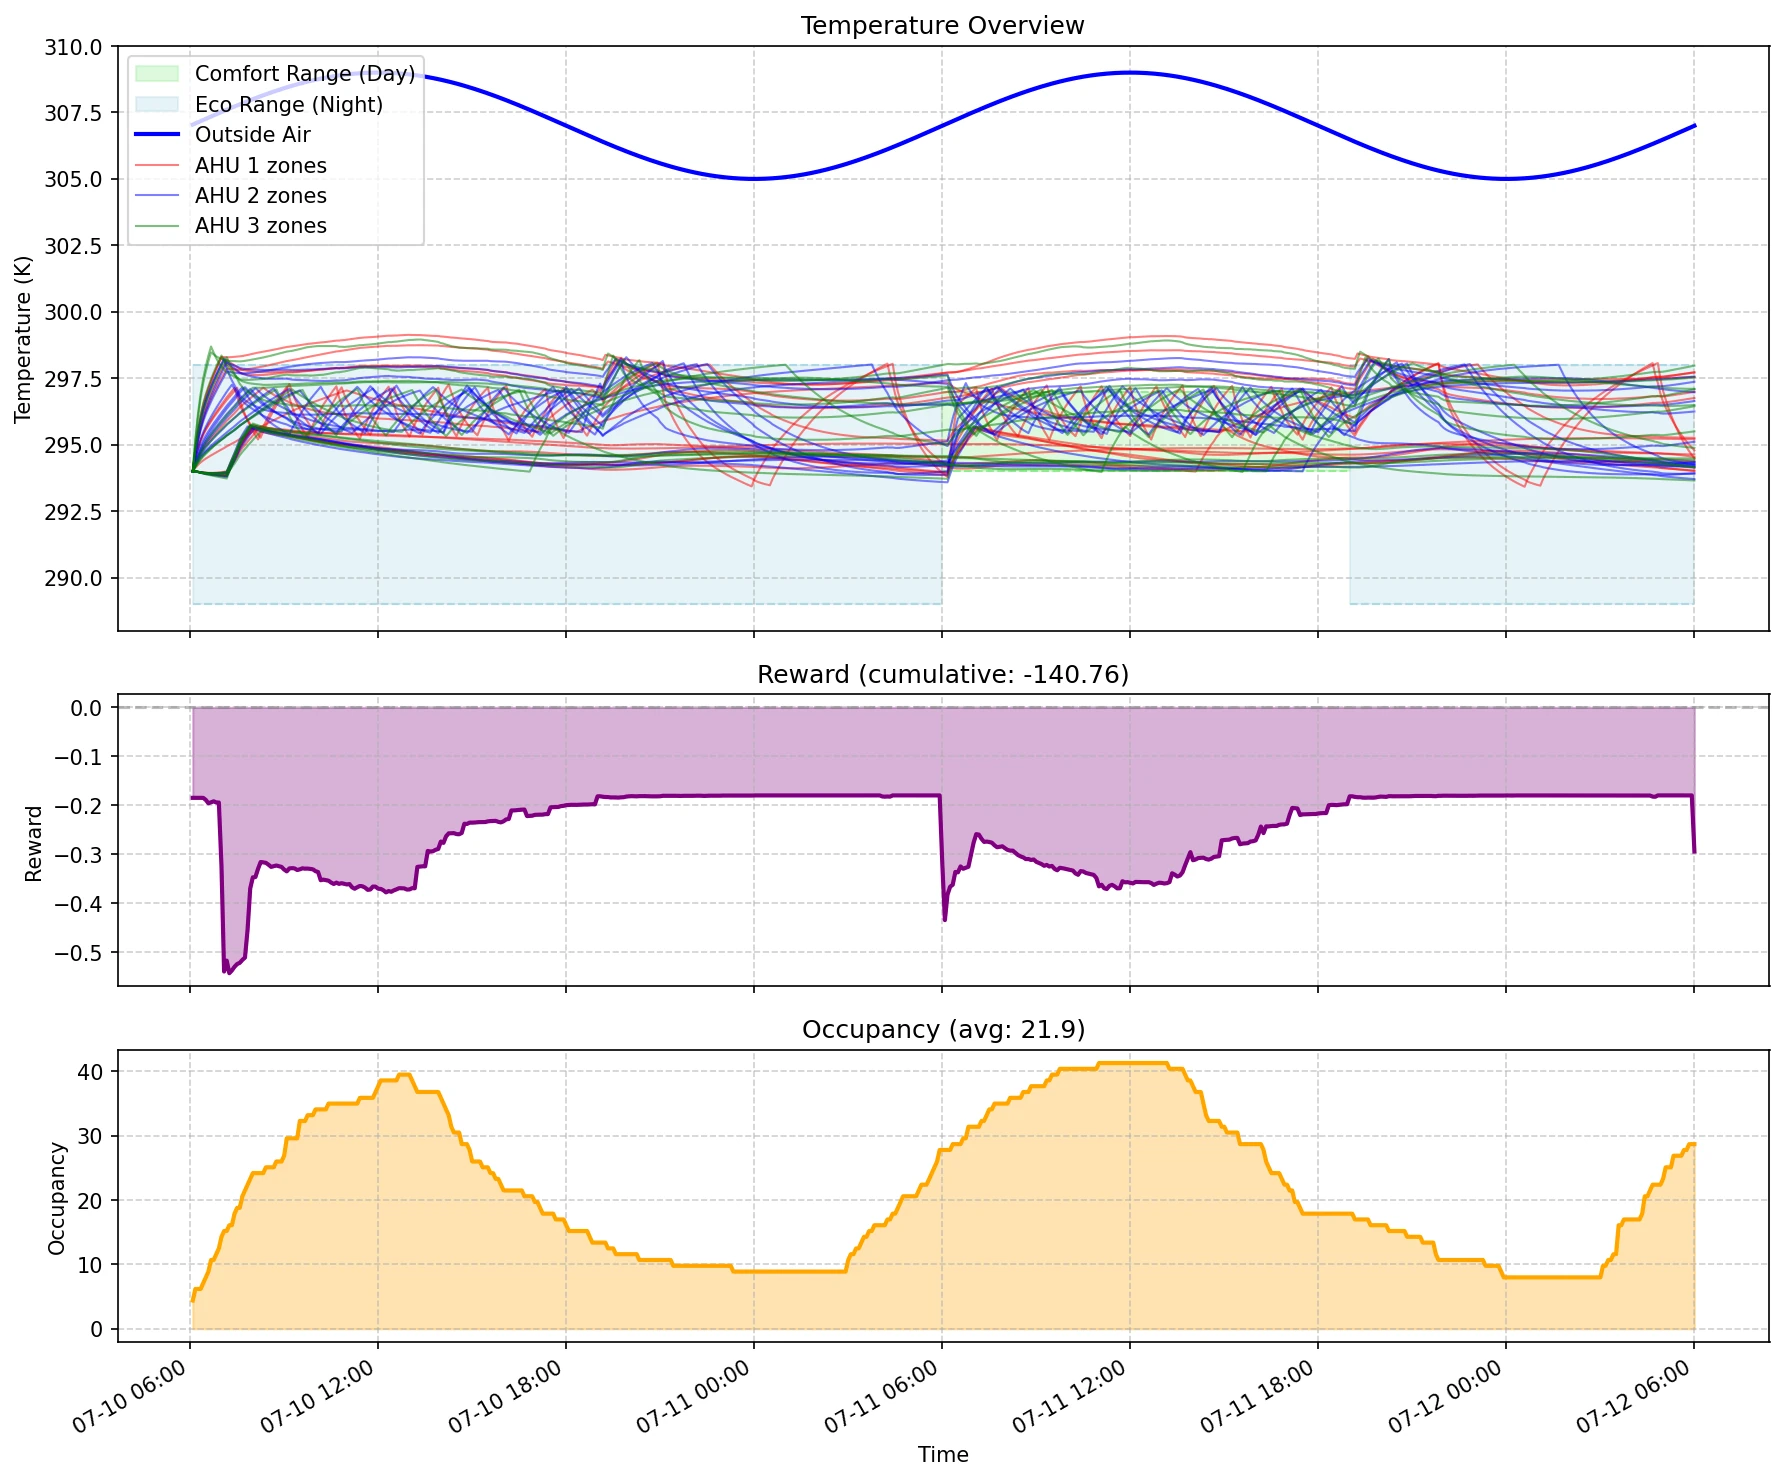 Temperature Overview
310.0
307.5
305.0
302.5
300.0
297.5
295.0
292.5
290.0
Temperature (K)
Comfort Range (Day)
Eco Range (Night)
Outside Air
AHU 1 zones
AHU 2 zones
AHU 3 zones
Reward (cumulative: -140.76)
0.0
−0.1
−0.2
−0.3
−0.4
−0.5
Reward
Occupancy (avg: 21.9)
40
30
20
10
0
Occupancy
07-10 06:00
07-10 12:00
07-10 18:00
07-11 00:00
07-11 06:00
07-11 12:00
07-11 18:00
07-12 00:00
07-12 06:00
Time